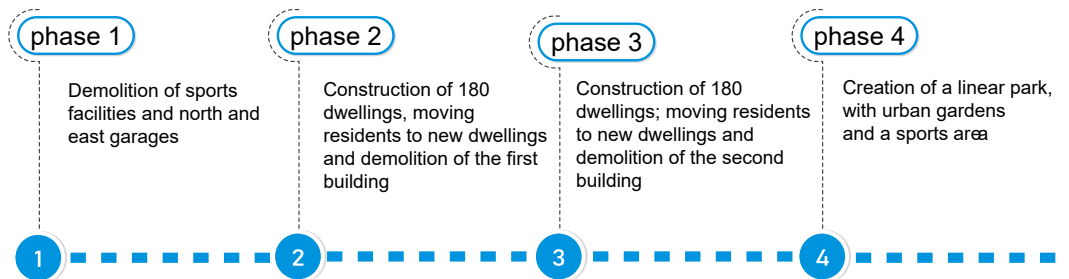 phase 1
Demolition of sports
facilities and north and
east garages
phase 2
Construction of 180
dwellings, moving
residents to new dwellings
and demolition of the first
building
phase 3
Construction of 180
dwellings; moving residents
to new dwellings and
demolition of the second
building
phase 4
Creation of a linear park,
with urban gardens
and a sports area
1
2
3
4